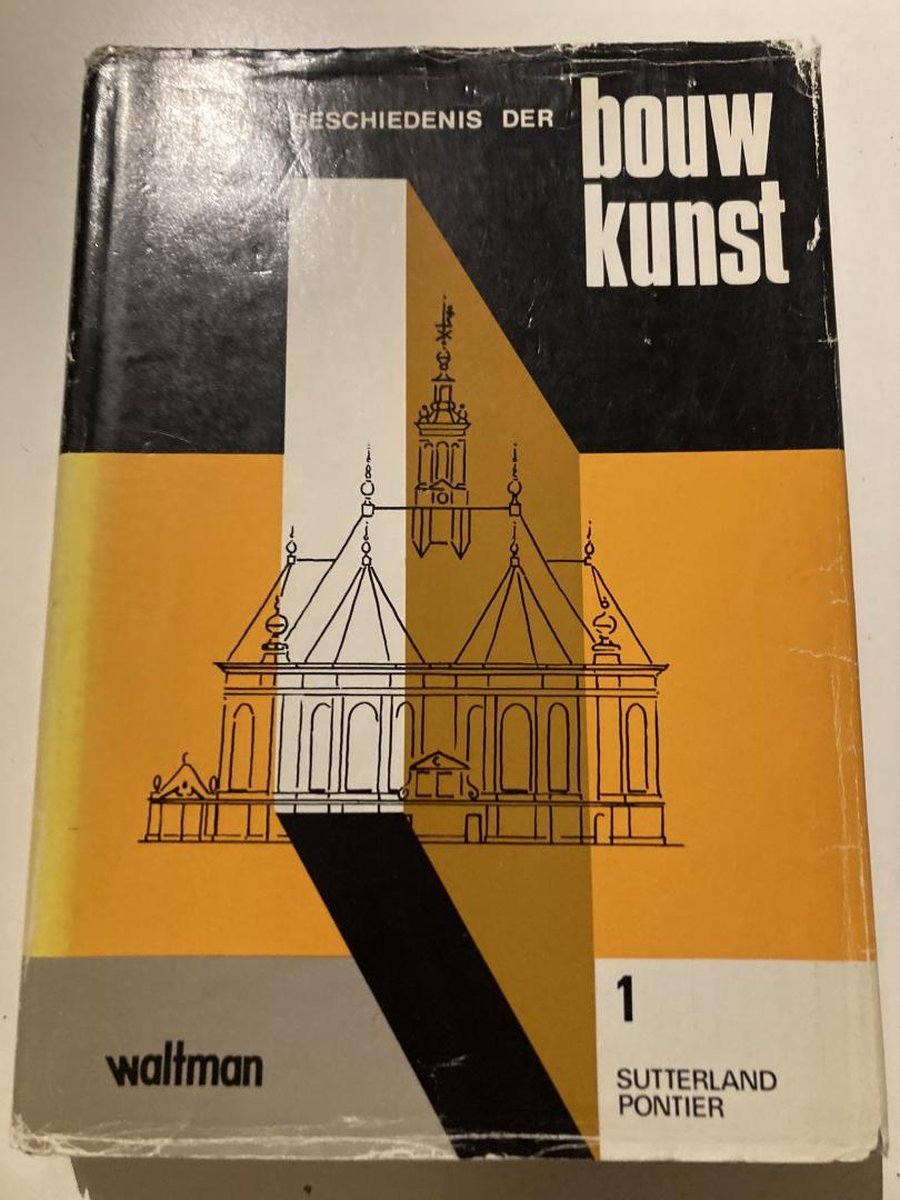 GESCHIEDENIS DER
bouw
kunst
1
waltman
SUTTERLAND
PONTIER